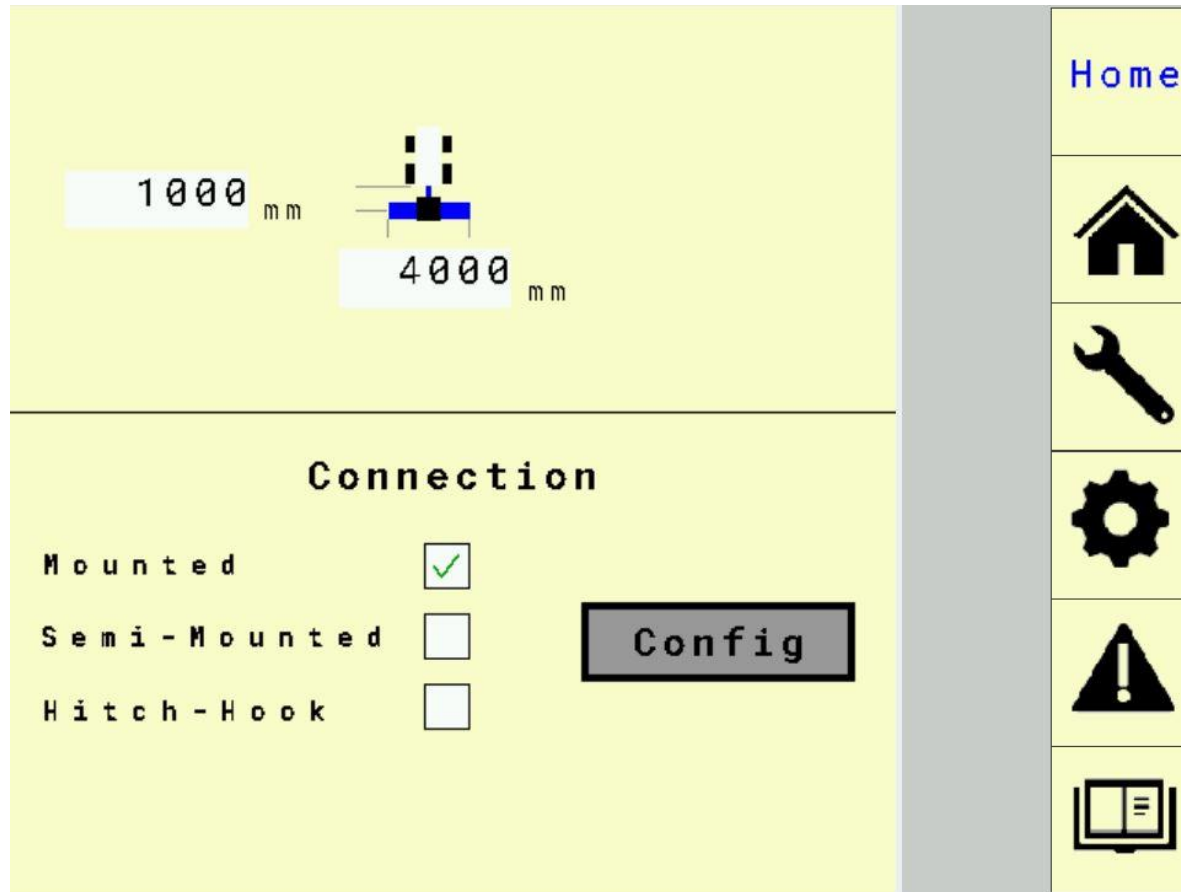 Home
1000 mm
4000 mm
Connection
Mounted
Semi-Mounted
Config
Hitch-Hook